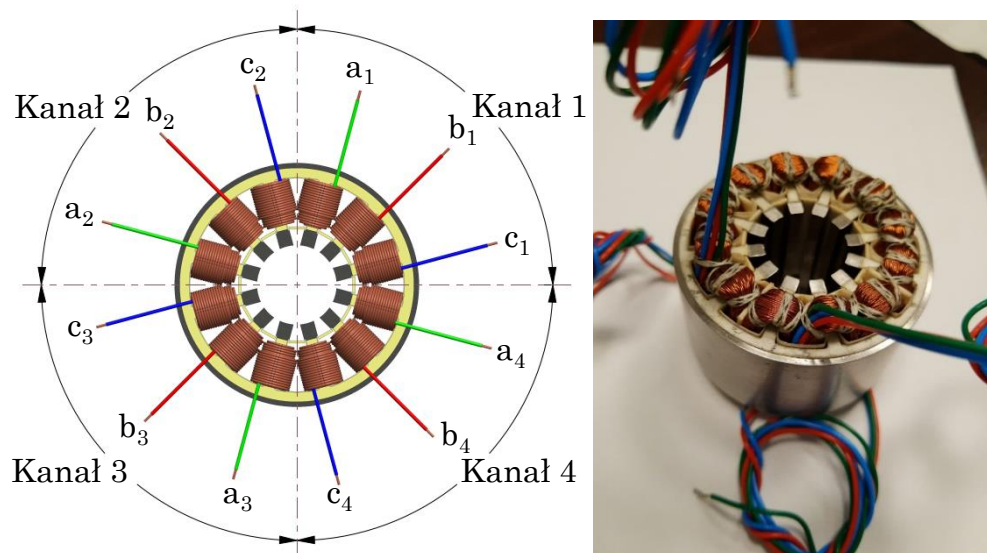 c₂
a₁
Kanał 2
Kanał 1
b₂
b₁
a₂
c₁
c₃
a₄
b₃
b₄
Kanał 3
Kanał 4
a₃
c₄